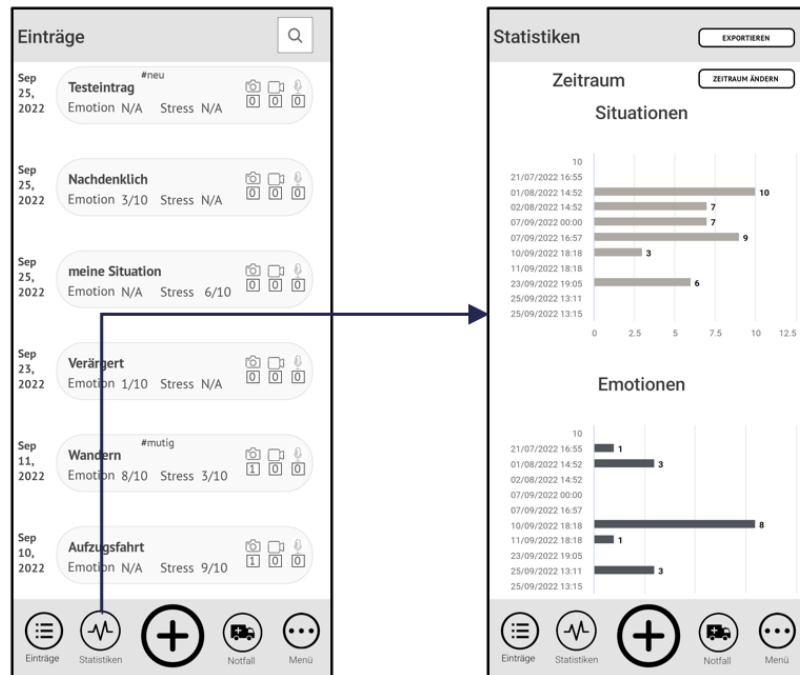 Einträge
Sep 25, 2022
#neu
Testeintrag
Emotion N/A Stress N/A
0 0 0
Sep 25, 2022
Nachdenklich
Emotion 3/10 Stress N/A
0 0 0
Sep 25, 2022
meine Situation
Emotion N/A Stress 6/10
0 0 0
Sep 23, 2022
Verärgert
Emotion 1/10 Stress N/A
0 0 0
Sep 11, 2022
#mutig
Wandern
Emotion 8/10 Stress 3/10
1 0 0
Sep 10, 2022
Aufzugsfahrt
Emotion N/A Stress 9/10
1 0 0
Einträge Statistiken Notfall Menü
Statistiken
EXPORTIEREN
Zeitraum
ZEITRAUM ÄNDERN
Situationen
10
21/07/2022 16:55
01/08/2022 14:52 10
02/08/2022 14:52 7
07/09/2022 00:00 7
07/09/2022 16:57 9
10/09/2022 18:18 3
11/09/2022 18:18
23/09/2022 19:05 6
25/09/2022 13:11
25/09/2022 13:15
0 2.5 5 7.5 10 12.5
Emotionen
10
21/07/2022 16:55 1
01/08/2022 14:52 3
02/08/2022 14:52
07/09/2022 00:00
07/09/2022 16:57
10/09/2022 18:18 8
11/09/2022 18:18 1
23/09/2022 19:05
25/09/2022 13:11 3
25/09/2022 13:15
Einträge Statistiken Notfall Menü